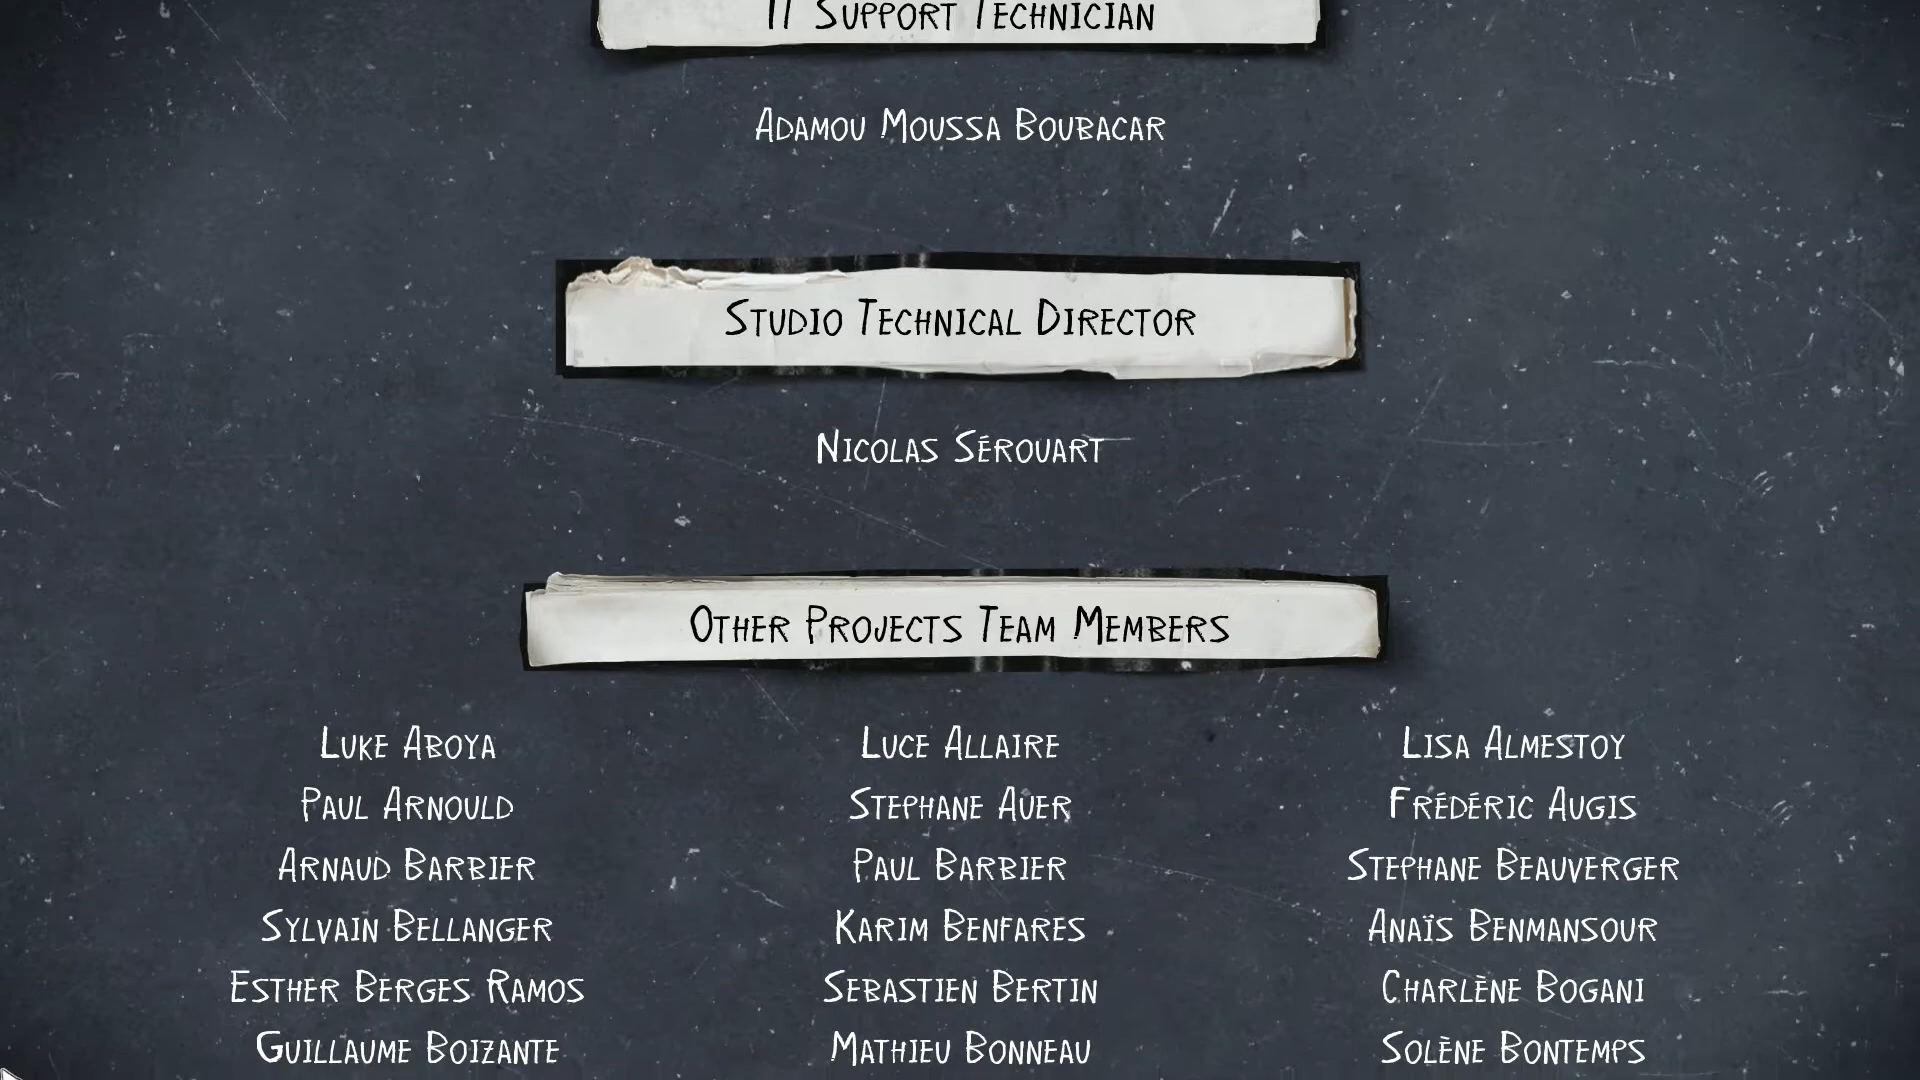 IT Support Technician
Adamou Moussa Boubacar
Studio Technical Director
Nicolas Sérouart
Other Projects Team Members
Luke Aboya Luce Allaire Lisa Almestoy
Paul Arnould Stephane Auer Frédéric Augis
Arnaud Barbier Paul Barbier Stephane Beauverger
Sylvain Bellanger Karim Benfares Anaïs Benmansour
Esther Berges Ramos Sebastien Bertin Charlène Bogani
Guillaume Boizante Mathieu Bonneau Solène Bontemps